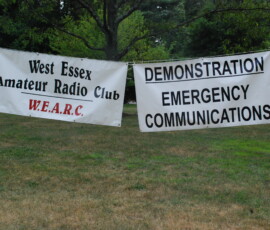 West Essex
Amateur Radio Club
W.E.A.R.C.
DEMONSTRATION
EMERGENCY
COMMUNICATIONS